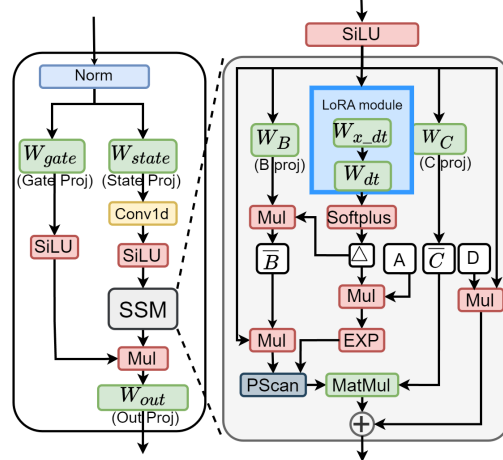 Norm
W_gate
(Gate Proj)
W_state
(State Proj)
Conv1d
SiLU
SiLU
SSM
Mul
W_out
(Out Proj)
SiLU
LoRA module
W_B
(B proj)
W_x_dt
W_dt
W_C
(C proj)
Mul
Softplus
B̅
△
A
C̅
D
Mul
Mul
Mul
EXP
PScan
MatMul
+